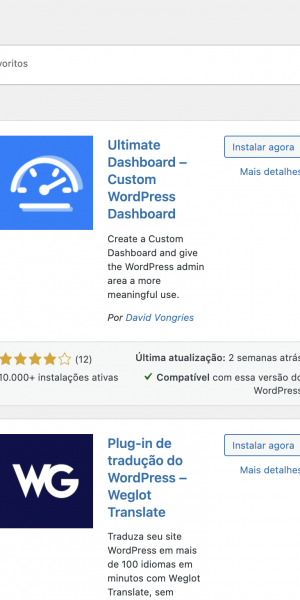 voritos
Ultimate
Dashboard –
Custom
WordPress
Dashboard
Instalar agora
Mais detalhes
Create a Custom
Dashboard and give
the WordPress admin
area a more
meaningful use.
Por David Vongries
(12)
Última atualização: 2 semanas atrás
10.000+ instalações ativas
Compatível com essa versão do
WordPress
WG
Plug-in de
tradução do
WordPress –
Weglot
Translate
Instalar agora
Mais detalhes
Traduza seu site
WordPress em mais
de 100 idiomas em
minutos com Weglot
Translate, sem